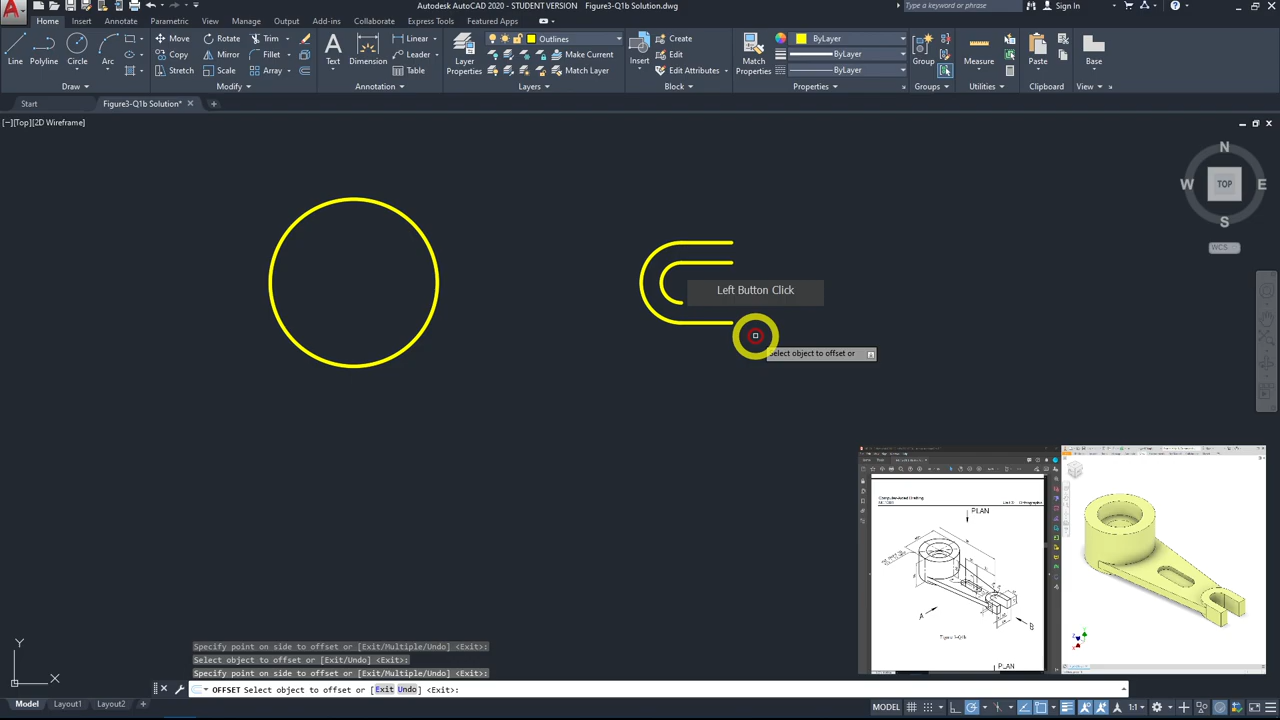 Autodesk AutoCAD 2020 - STUDENT VERSION Figure3-Q1b Solution.dwg
Type a keyword or phrase
Sign In
Home Insert Annotate Parametric View Manage Output Add-ins Collaborate Express Tools Featured Apps
Line Polyline Circle Arc
Move Rotate Trim
Copy Mirror Fillet
Stretch Scale Array
Text Dimension
Linear
Leader
Table
Layer Properties
Outlines
Make Current
Match Layer
Insert
Create
Edit
Edit Attributes
Match Properties
ByLayer
ByLayer
ByLayer
Group
Measure
Paste
Base
Draw Modify Annotation Layers Block Properties Groups Utilities Clipboard View
Start Figure3-Q1b Solution*
[−][Top][2D Wireframe]
N
W TOP E
S
WCS
Left Button Click
Select object to offset or
PLAN
A
B
Figure 3-Q1b
PLAN
Y
X
Specify point on side to offset or [Exit/Multiple/Undo] <Exit>:
Select object to offset or [Exit/Undo] <Exit>:
Specify point on side to offset or [Exit/Multiple/Undo] <Exit>:
OFFSET Select object to offset or [Exit Undo] <Exit>:
Model Layout1 Layout2
MODEL